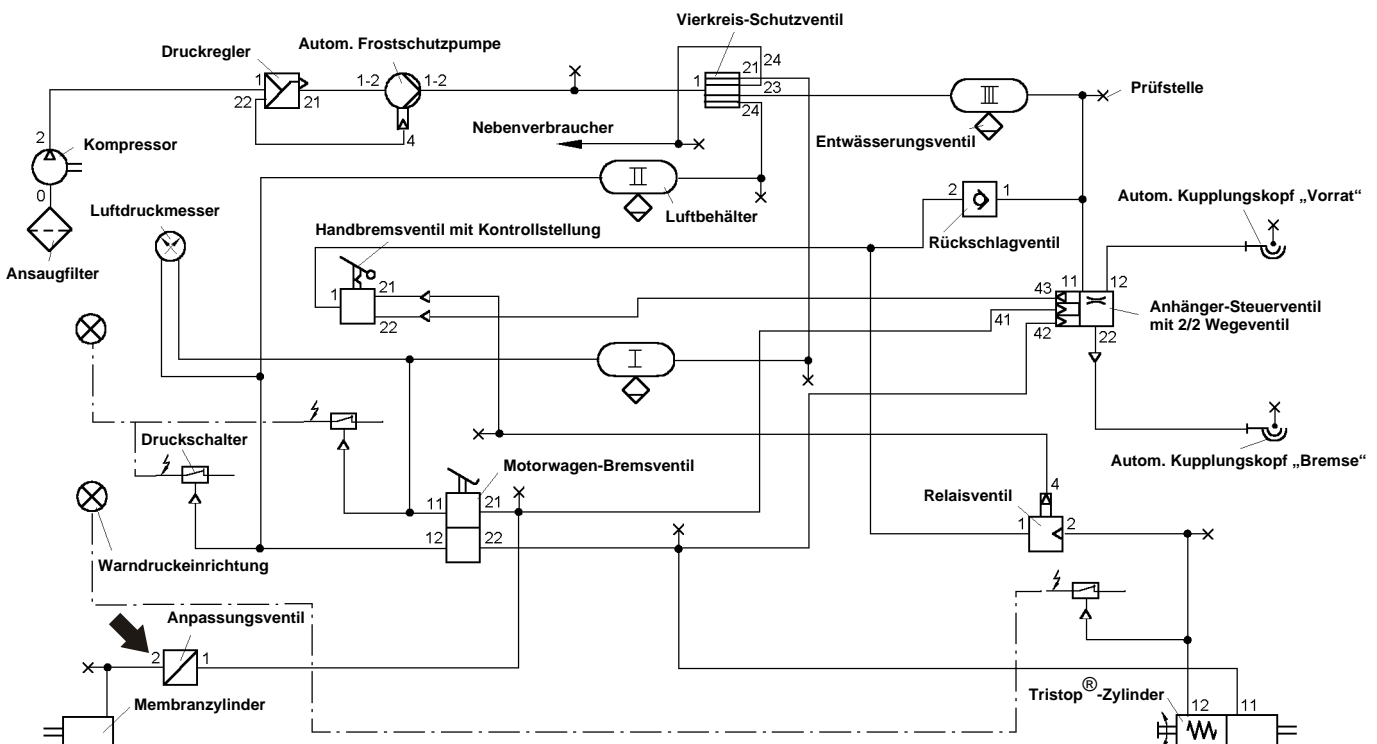 Vierkreis-Schutzventil
Druckregler
Autom. Frostschutzpumpe
1
22
21
1-2
1-2
4
1
21
24
23
24
III
Prüfstelle
Entwässerungsventil
Nebenverbraucher
2
Kompressor
0
Ansaugfilter
Luftdruckmesser
II
Luftbehälter
Handbremsventil mit Kontrollstellung
1
21
22
2
1
Rückschlagventil
Autom. Kupplungskopf „Vorrat“
11
12
43
41
42
22
Anhänger-Steuerventil
mit 2/2 Wegeventil
I
Druckschalter
Motorwagen-Bremsventil
11
21
12
22
Autom. Kupplungskopf „Bremse“
Relaisventil
4
1
2
Warndruckeinrichtung
Anpassungsventil
2
1
Membranzylinder
Tristop®-Zylinder
12
11